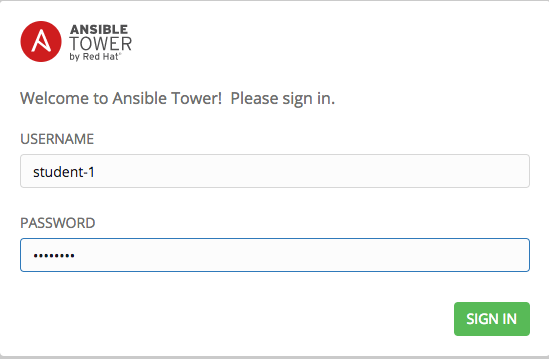 A
ANSIBLE
TOWER
by Red Hat®
Welcome to Ansible Tower! Please sign in.
USERNAME
student-1
PASSWORD
••••••••
SIGN IN